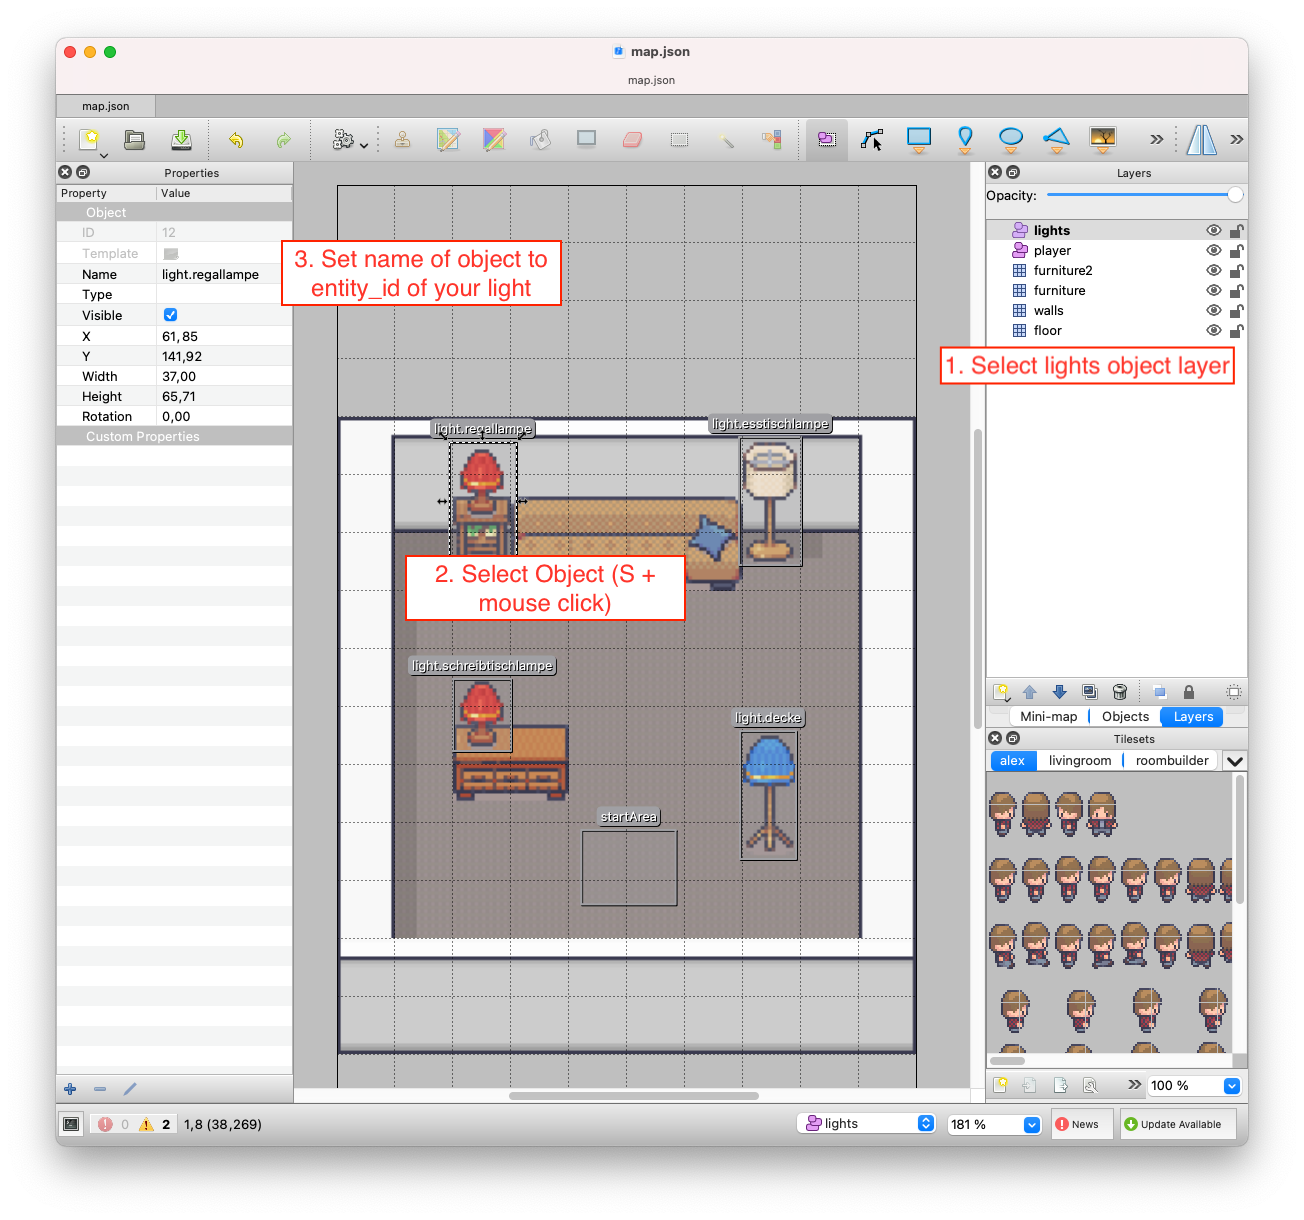 map.json
map.json
map.json
Properties
Property Value
Object
ID 12
Template
Name light.regallampe
Type
Visible
X 61,85
Y 141,92
Width 37,00
Height 65,71
Rotation 0,00
Custom Properties
3. Set name of object to
entity_id of your light
light.regallampe
light.esstischlampe
2. Select Object (S +
mouse click)
light.schreibtischlampe
light.decke
startArea
Layers
Opacity:
lights
player
furniture2
furniture
walls
floor
1. Select lights object layer
Mini-map Objects Layers
Tilesets
alex livingroom roombuilder
100 %
0 2 1,8 (38,269)
lights
181 %
News
Update Available